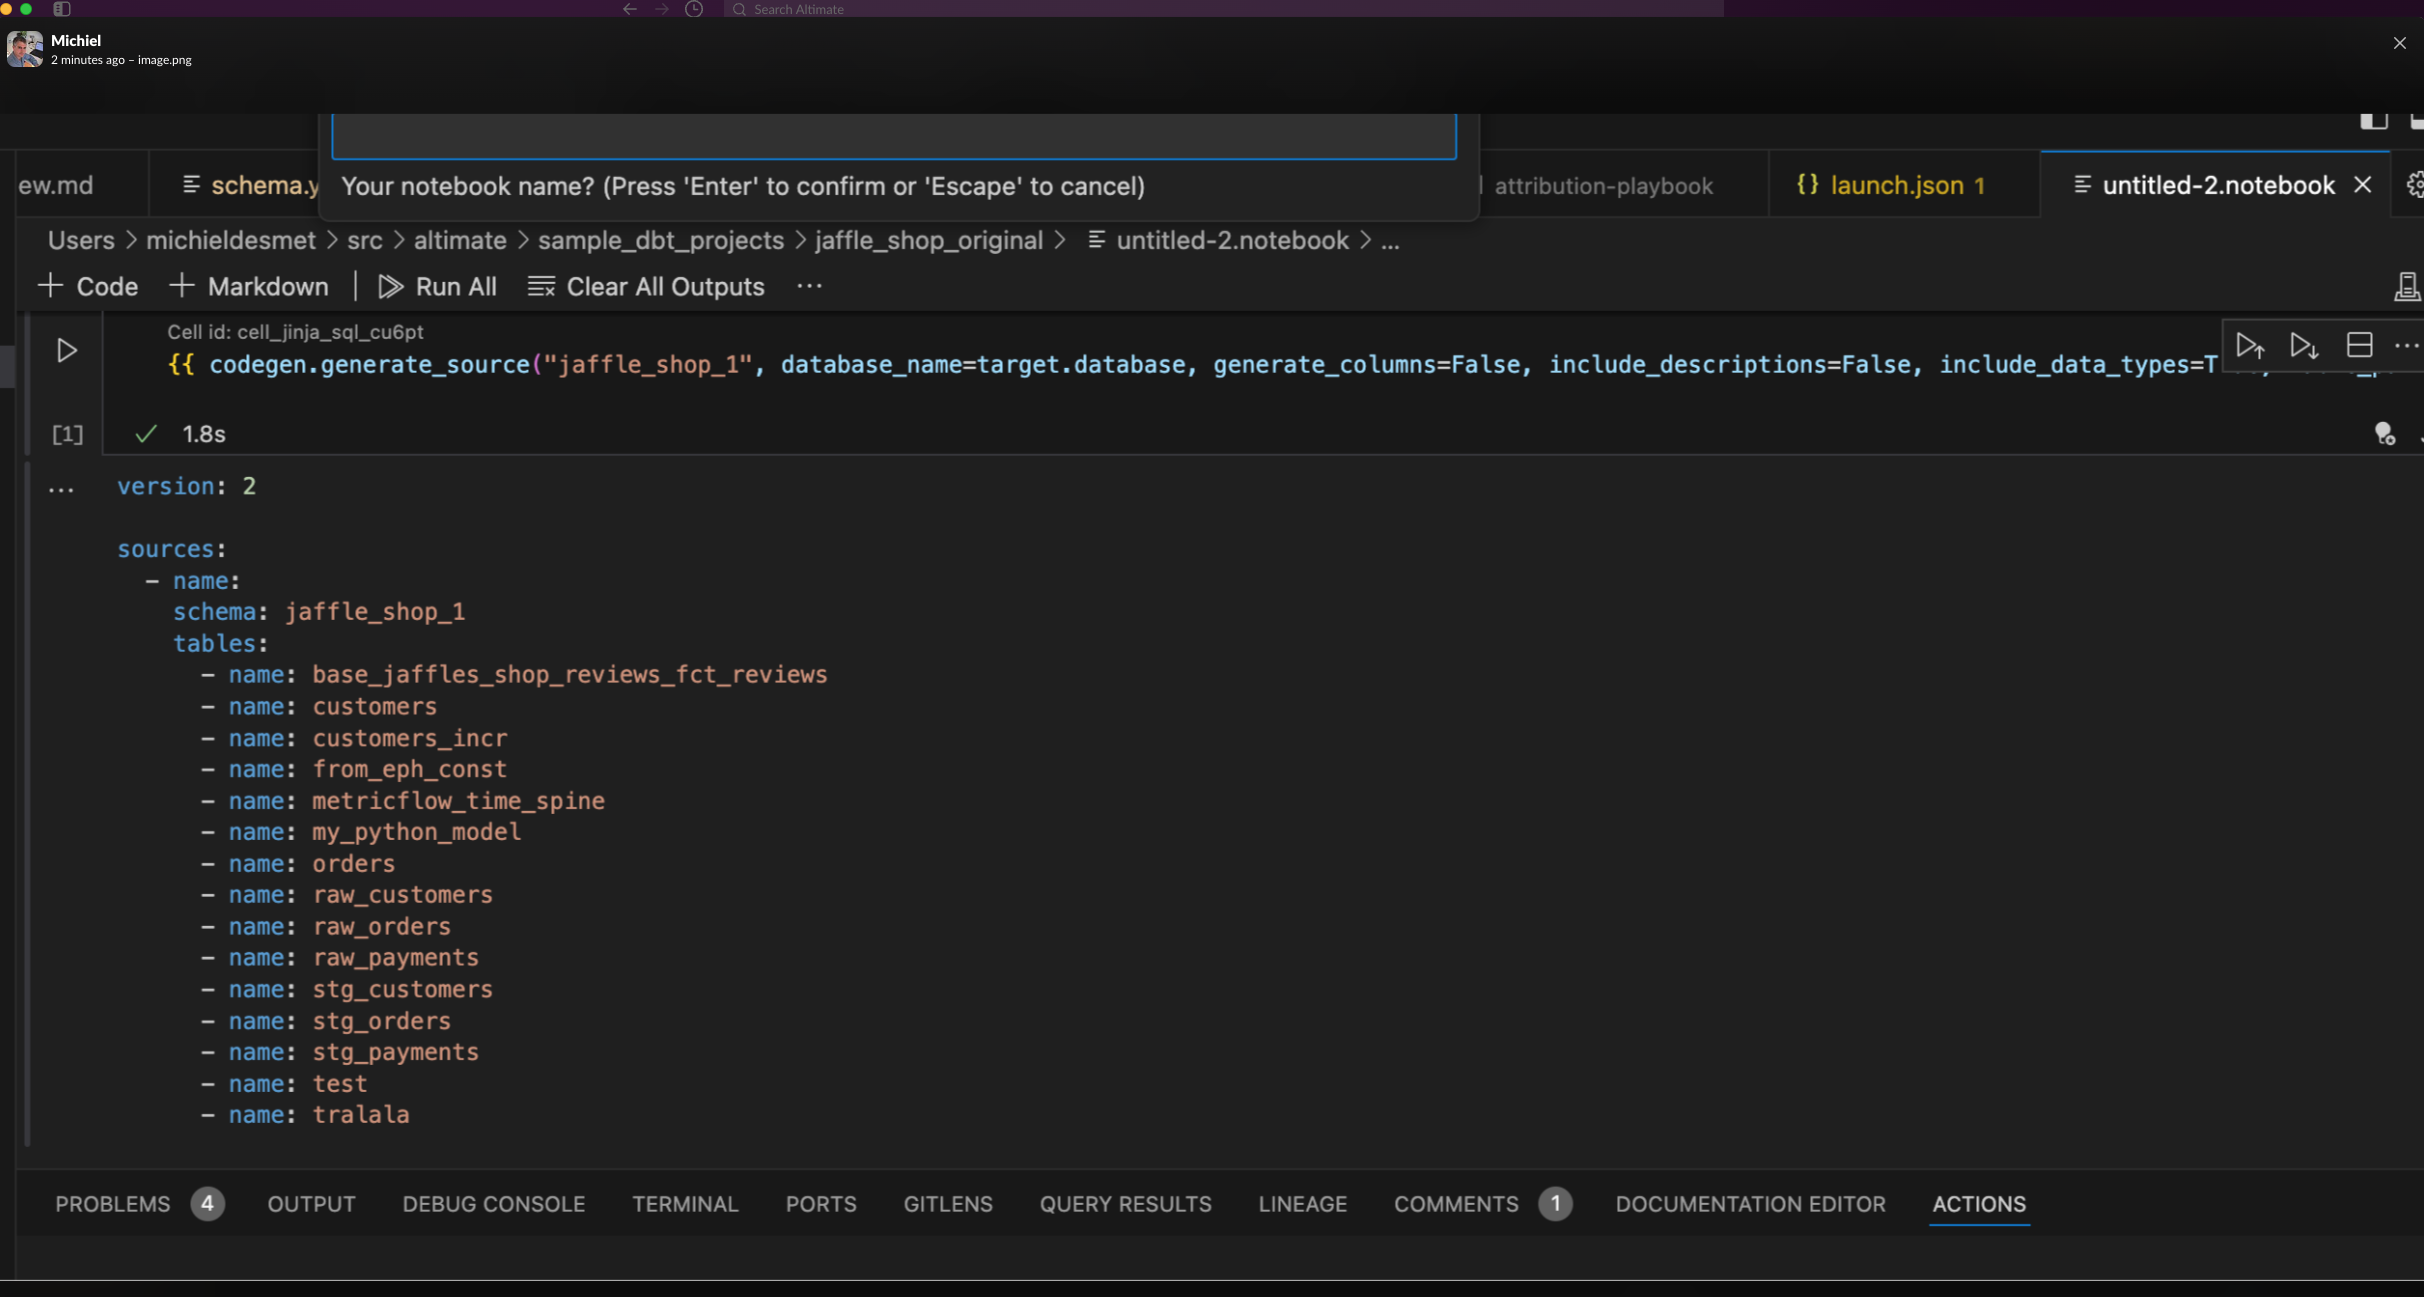 Search Altimate
Michiel
2 minutes ago – image.png
Your notebook name? (Press 'Enter' to confirm or 'Escape' to cancel)
ew.md
schema.y
attribution-playbook
{} launch.json 1
untitled-2.notebook
Users > michieldesmet > src > altimate > sample_dbt_projects > jaffle_shop_original > untitled-2.notebook > ...
+ Code + Markdown | Run All Clear All Outputs ...
Cell id: cell_jinja_sql_cu6pt
{{ codegen.generate_source("jaffle_shop_1", database_name=target.database, generate_columns=False, include_descriptions=False, include_data_types=T
[1] ✓ 1.8s
version: 2
sources:
- name:
schema: jaffle_shop_1
tables:
- name: base_jaffles_shop_reviews_fct_reviews
- name: customers
- name: customers_incr
- name: from_eph_const
- name: metricflow_time_spine
- name: my_python_model
- name: orders
- name: raw_customers
- name: raw_orders
- name: raw_payments
- name: stg_customers
- name: stg_orders
- name: stg_payments
- name: test
- name: tralala
PROBLEMS 4 OUTPUT DEBUG CONSOLE TERMINAL PORTS GITLENS QUERY RESULTS LINEAGE COMMENTS 1 DOCUMENTATION EDITOR ACTIONS